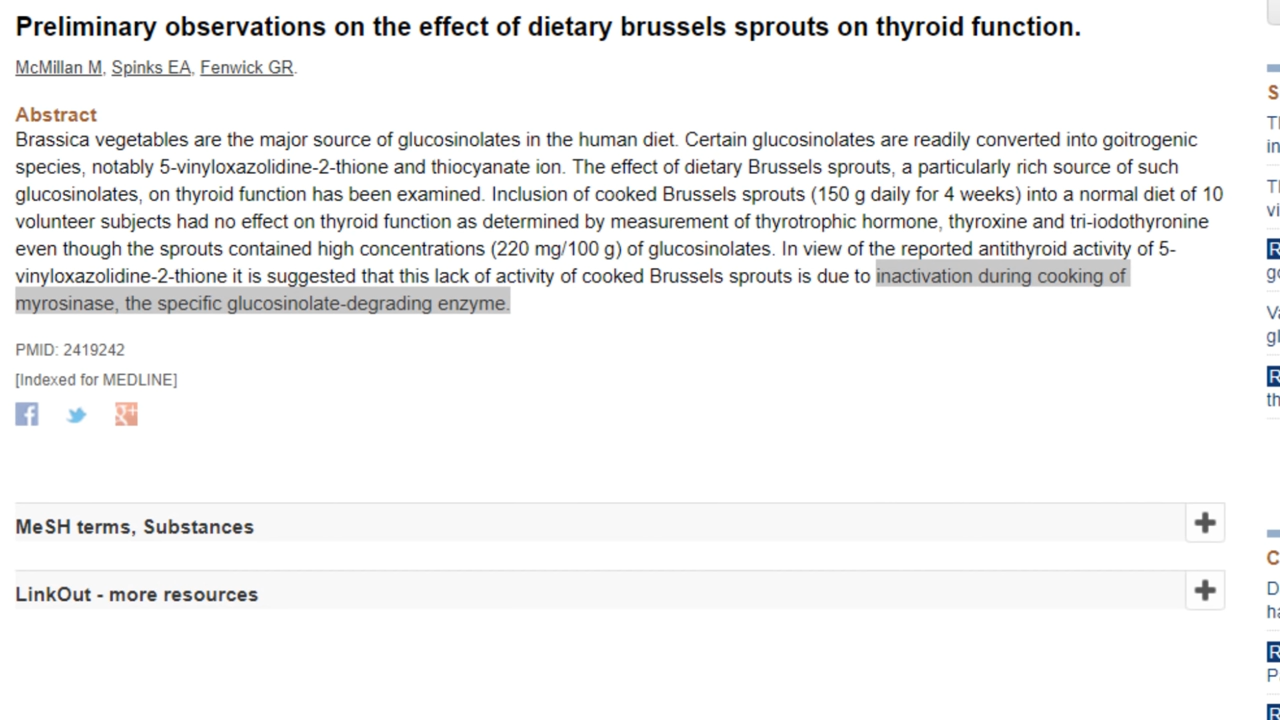 Preliminary observations on the effect of dietary brussels sprouts on thyroid function.
McMillan M, Spinks EA, Fenwick GR.
Abstract
Brassica vegetables are the major source of glucosinolates in the human diet. Certain glucosinolates are readily converted into goitrogenic
species, notably 5-vinyloxazolidine-2-thione and thiocyanate ion. The effect of dietary Brussels sprouts, a particularly rich source of such
glucosinolates, on thyroid function has been examined. Inclusion of cooked Brussels sprouts (150 g daily for 4 weeks) into a normal diet of 10
volunteer subjects had no effect on thyroid function as determined by measurement of thyrotrophic hormone, thyroxine and tri-iodothyronine
even though the sprouts contained high concentrations (220 mg/100 g) of glucosinolates. In view of the reported antithyroid activity of 5-
vinyloxazolidine-2-thione it is suggested that this lack of activity of cooked Brussels sprouts is due to inactivation during cooking of
myrosinase, the specific glucosinolate-degrading enzyme.
PMID: 2419242
[Indexed for MEDLINE]
MeSH terms, Substances
LinkOut - more resources